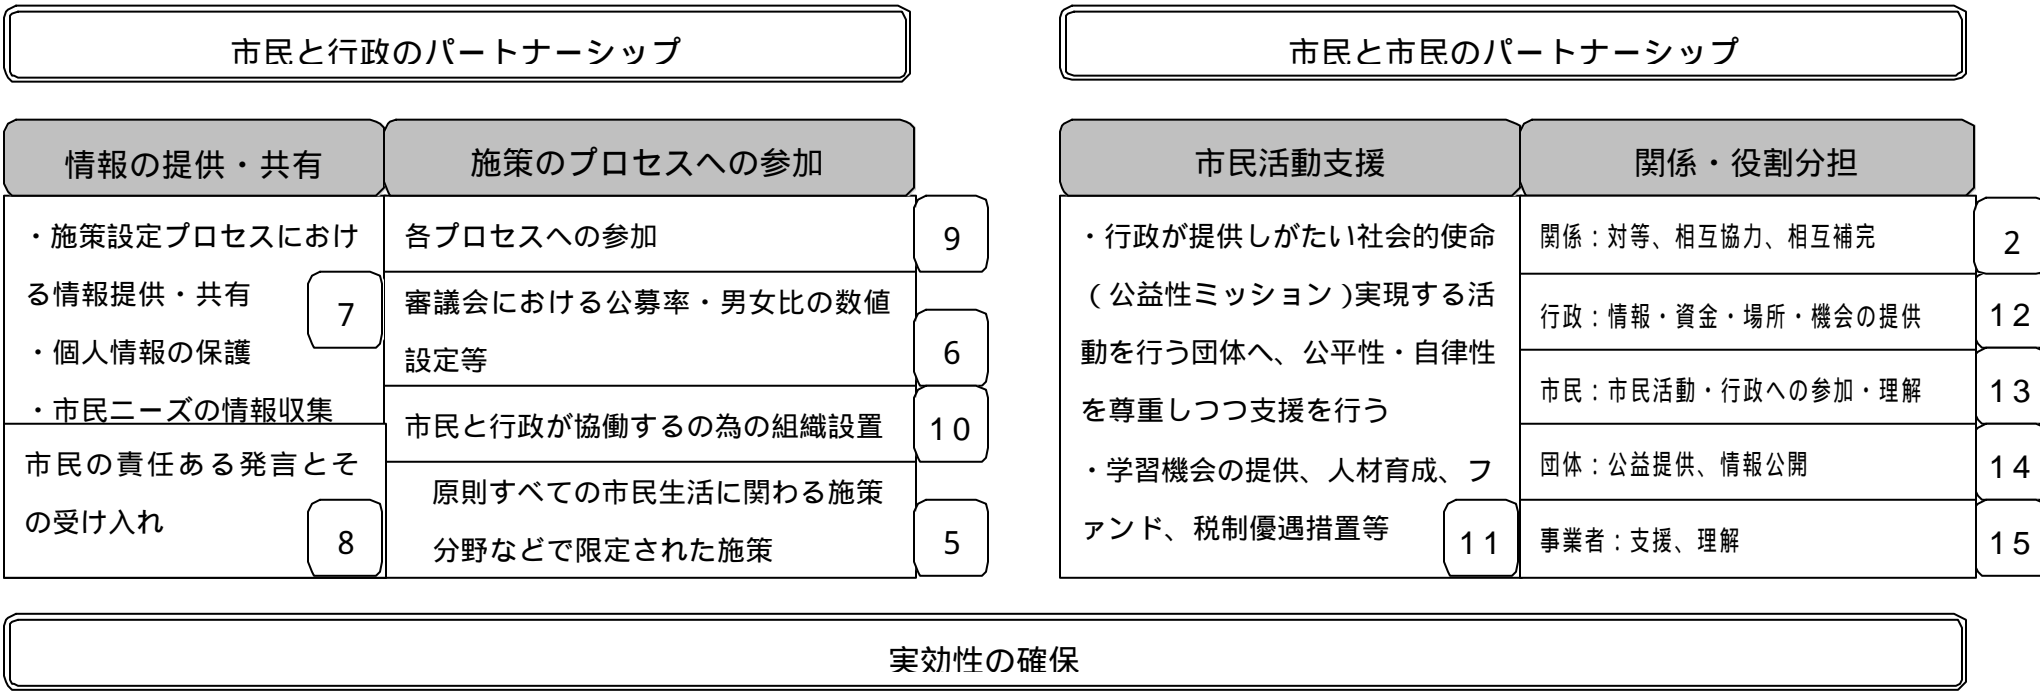 市民と行政のパートナーシップ
市民と市民のパートナーシップ
情報の提供・共有
施策のプロセスへの参加
・施策設定プロセスにおけ
る情報提供・共有
・個人情報の保護
・市民ニーズの情報収集
7
市民の責任ある発言とそ
の受け入れ
8
各プロセスへの参加
9
審議会における公募率・男女比の数値
設定等
6
市民と行政が協働するの為の組織設置
10
原則すべての市民生活に関わる施策
分野などで限定された施策
5
市民活動支援
関係・役割分担
・行政が提供しがたい社会的使命
(公益性ミッション)実現する活
動を行う団体へ、公平性・自律性
を尊重しつつ支援を行う
・学習機会の提供、人材育成、フ
ァンド、税制優遇措置等
11
関係:対等、相互協力、相互補完
2
行政:情報・資金・場所・機会の提供
12
市民:市民活動・行政への参加・理解
13
団体:公益提供、情報公開
14
事業者:支援、理解
15
実効性の確保